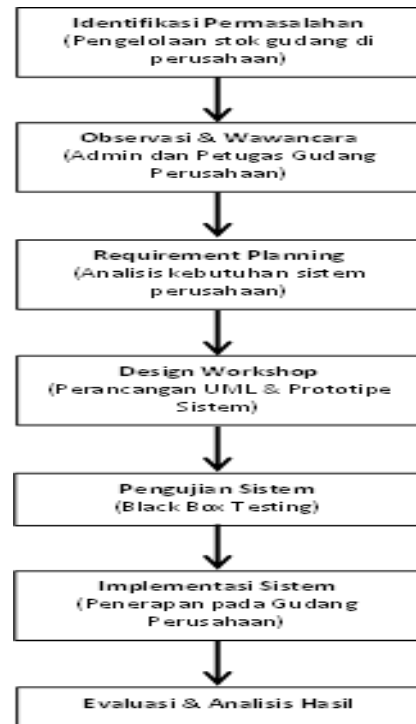 Identifikasi Permasalahan
(Pengelolaan stok gudang di
perusahaan)
Observasi & Wawancara
(Admin dan Petugas Gudang
Perusahaan)
Requirement Planning
(Analisis kebutuhan sistem
perusahaan)
Design Workshop
(Perancangan UML & Prototipe
Sistem)
Pengujian Sistem
(Black Box Testing)
Implementasi Sistem
(Penerapan pada Gudang
Perusahaan)
Evaluasi & Analisis Hasil